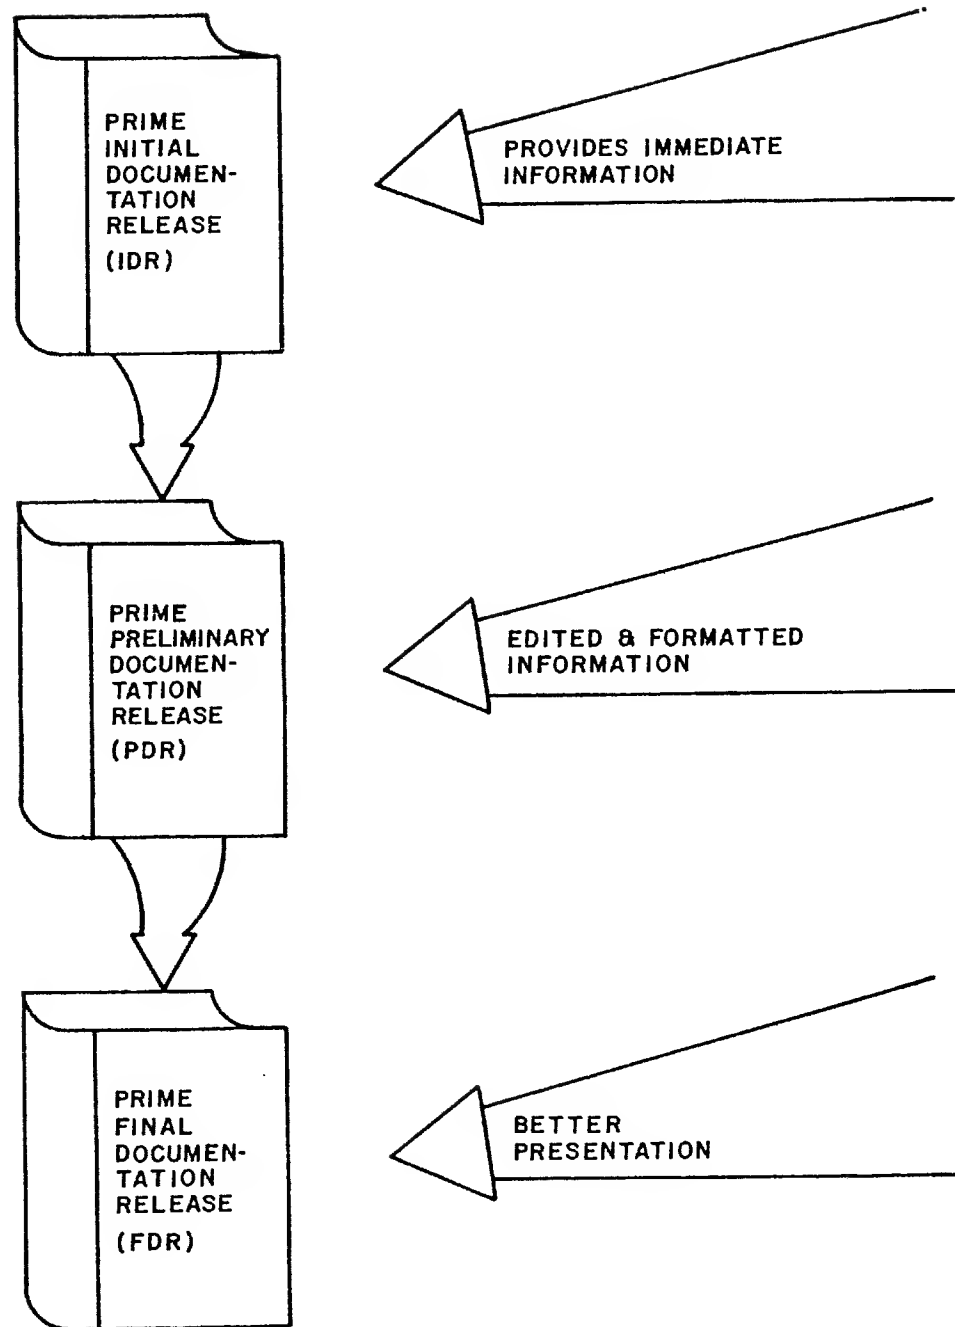 PRIME
INITIAL
DOCUMEN-
TATION
RELEASE
(IDR)
PROVIDES IMMEDIATE
INFORMATION
PRIME
PRELIMINARY
DOCUMEN-
TATION
RELEASE
(PDR)
EDITED & FORMATTED
INFORMATION
PRIME
FINAL
DOCUMEN-
TATION
RELEASE
(FDR)
BETTER
PRESENTATION